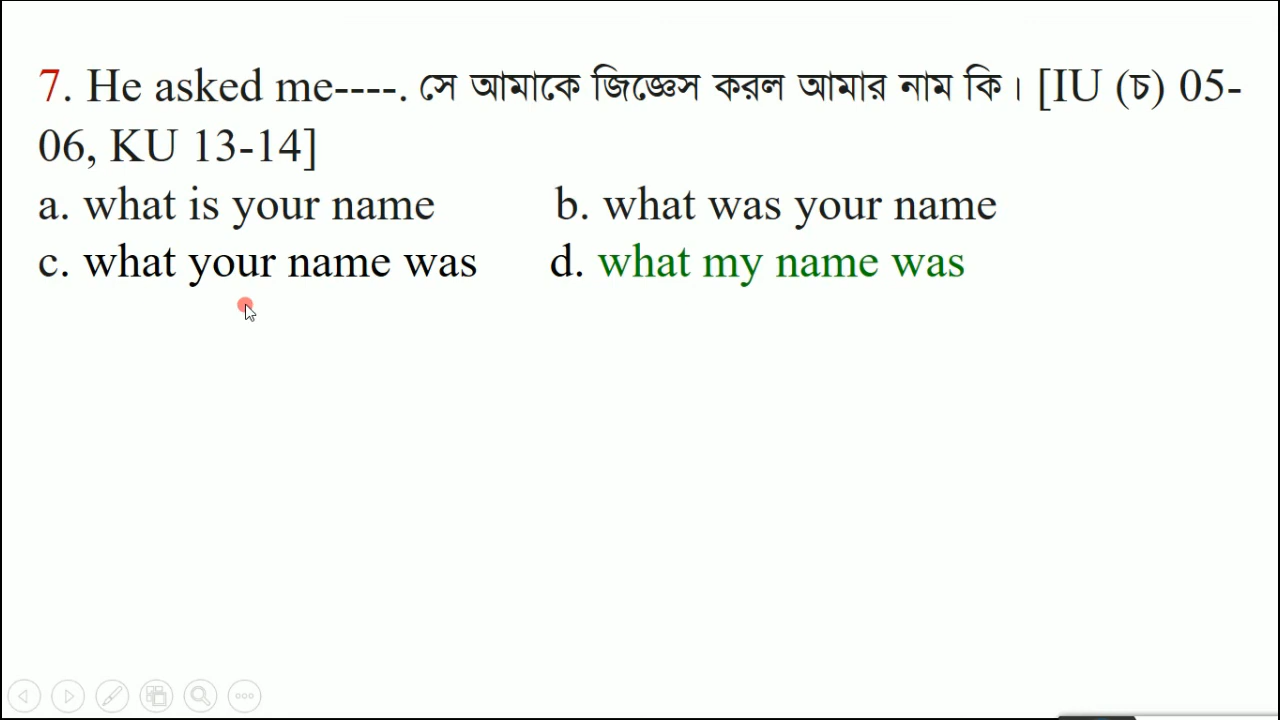 7. He asked me----. সে আমাকে জিজ্ঞেস করল আমার নাম কি। [IU (চ) 05-
06, KU 13-14]
a. what is your name b. what was your name
c. what your name was d. what my name was